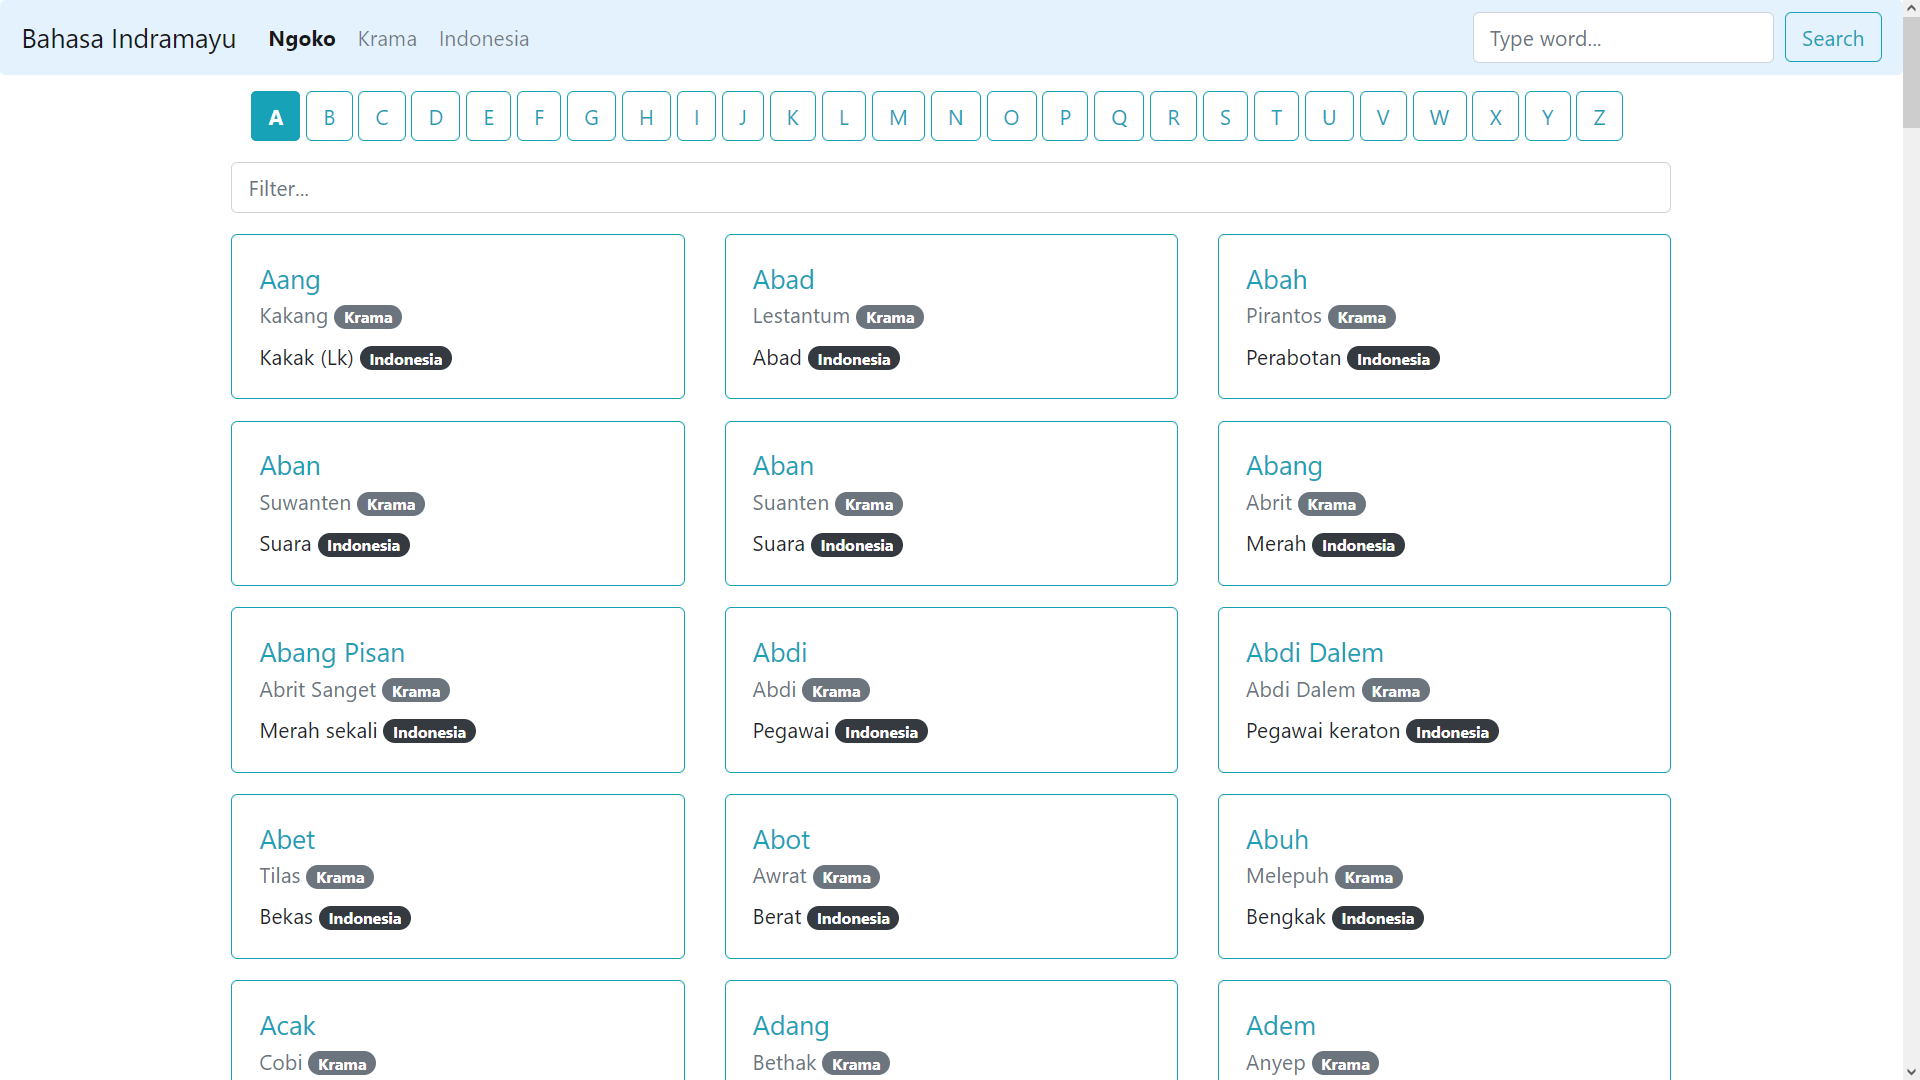 Bahasa Indramayu Ngoko Krama Indonesia Type word... Search
A B C D E F G H I J K L M N O P Q R S T U V W X Y Z
Filter...
Aang
Kakang Krama
Kakak (Lk) Indonesia
Abad
Lestantum Krama
Abad Indonesia
Abah
Pirantos Krama
Perabotan Indonesia
Aban
Suwanten Krama
Suara Indonesia
Aban
Suanten Krama
Suara Indonesia
Abang
Abrit Krama
Merah Indonesia
Abang Pisan
Abrit Sanget Krama
Merah sekali Indonesia
Abdi
Abdi Krama
Pegawai Indonesia
Abdi Dalem
Abdi Dalem Krama
Pegawai keraton Indonesia
Abet
Tilas Krama
Bekas Indonesia
Abot
Awrat Krama
Berat Indonesia
Abuh
Melepuh Krama
Bengkak Indonesia
Acak
Cobi Krama
Adang
Bethak Krama
Adem
Anyep Krama